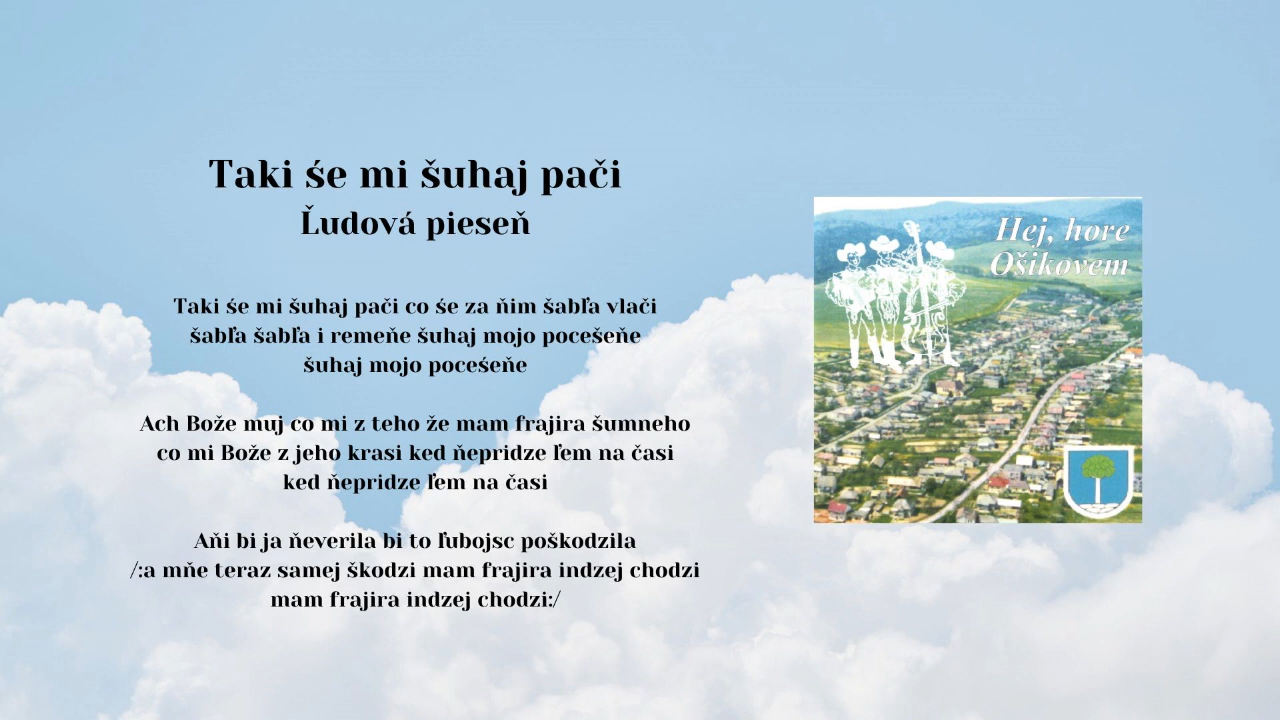 Taki śe mi šuhaj pači
Ľudová pieseň
Taki śe mi šuhaj pači co śe za ňim šabľa vlači
šabľa šabľa i remeňe šuhaj mojo pocešeňe
šuhaj mojo poceśeňe
Ach Bože muj co mi z teho že mam frajira šumneho
co mi Bože z jeho krasi ked ňepridze ľem na časi
ked ňepridze ľem na časi
Aňi bi ja ňeverila bi to ľubojsc poškodzila
/:a mňe teraz samej škodzi mam frajira indzej chodzi
mam frajira indzej chodzi:/
Hej, hore
Ošikovem